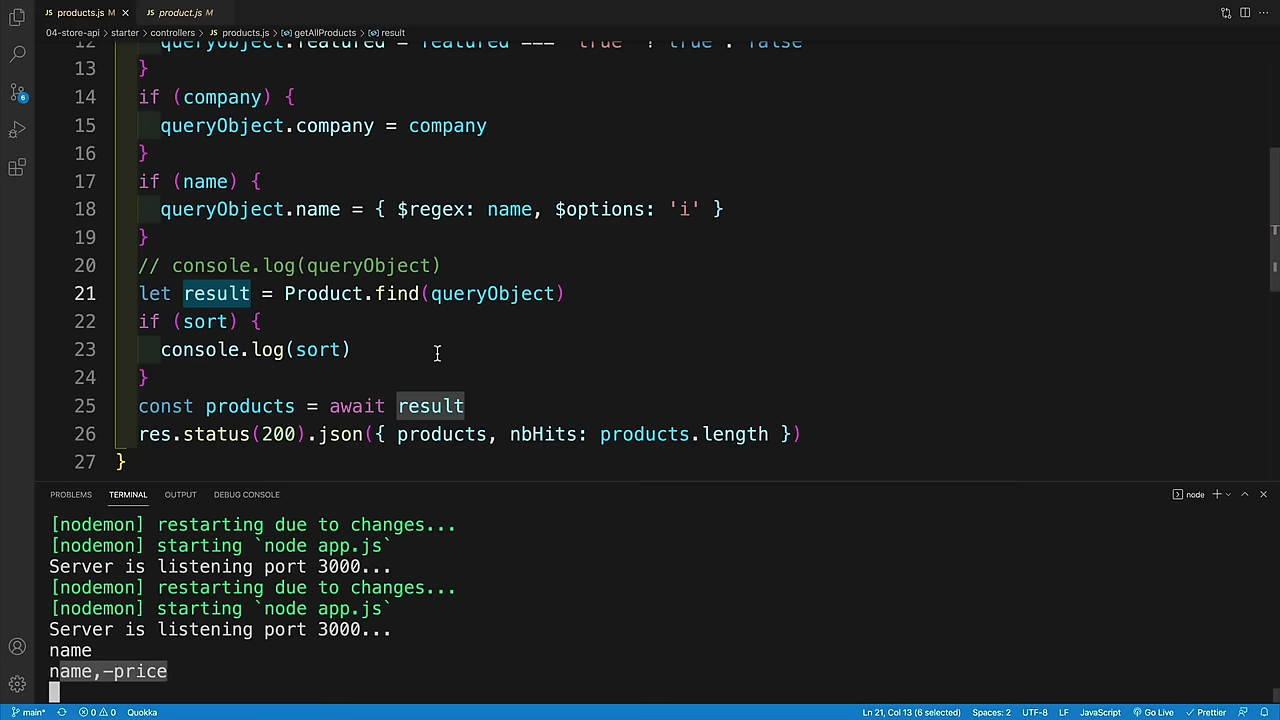 products.js M
product.js M
04-store-api > starter > controllers > JS products.js > getAllProducts > result
12 queryObject.featured = featured === 'true' ? true : false
13 }
14 if (company) {
15 queryObject.company = company
16 }
17 if (name) {
18 queryObject.name = { $regex: name, $options: 'i' }
19 }
20 // console.log(queryObject)
21 let result = Product.find(queryObject)
22 if (sort) {
23 console.log(sort)
24 }
25 const products = await result
26 res.status(200).json({ products, nbHits: products.length })
27 }
6
PROBLEMS TERMINAL OUTPUT DEBUG CONSOLE
node
[nodemon] restarting due to changes...
[nodemon] starting `node app.js`
Server is listening port 3000...
[nodemon] restarting due to changes...
[nodemon] starting `node app.js`
Server is listening port 3000...
name
name,-price
main* 0 0 Quokka Ln 21, Col 13 (6 selected) Spaces: 2 UTF-8 LF JavaScript Go Live Prettier